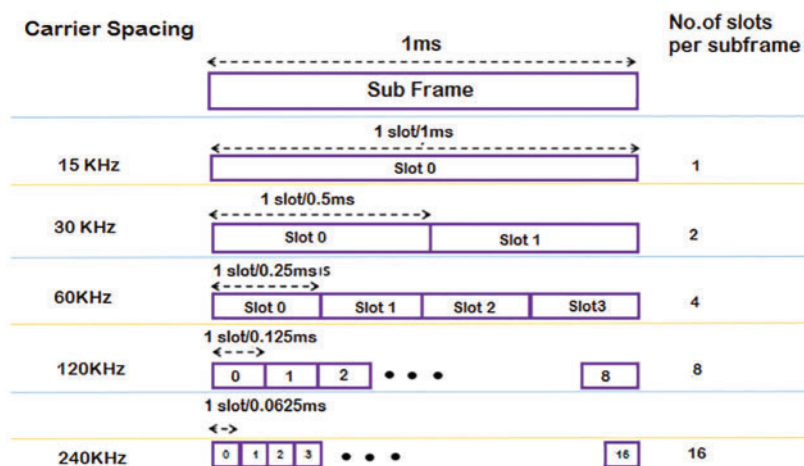 Carrier Spacing
No.of slots
per subframe
1ms
Sub Frame
1 slot/1ms
15 KHz
Slot 0
1
1 slot/0.5ms
30 KHz
Slot 0
Slot 1
2
1 slot/0.25ms IS
60KHz
Slot 0
Slot 1
Slot 2
Slot3
4
1 slot/0.125ms
120KHz
0
1
2
• • •
8
8
1 slot/0.0625ms
240KHz
0
1
2
3
• • •
16
16